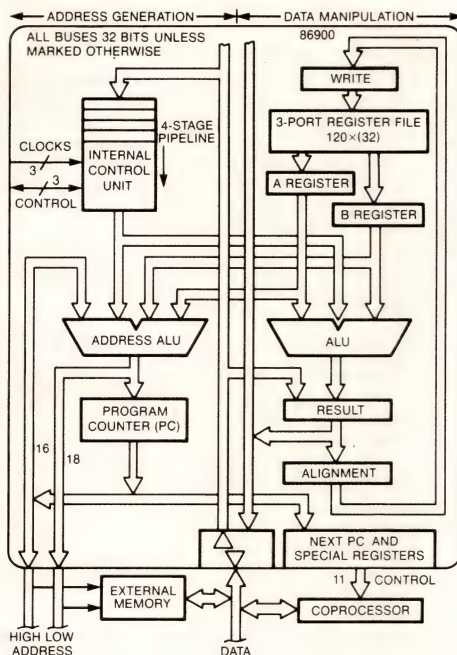 ADDRESS GENERATION
DATA MANIPULATION
ALL BUSES 32 BITS UNLESS
MARKED OTHERWISE
86900
WRITE
3-PORT REGISTER FILE
120×(32)
4-STAGE
PIPELINE
CLOCKS
3
INTERNAL
CONTROL
UNIT
3
CONTROL
A REGISTER
B REGISTER
ADDRESS ALU
ALU
PROGRAM
COUNTER (PC)
RESULT
16
18
ALIGNMENT
NEXT PC AND
SPECIAL REGISTERS
11
CONTROL
EXTERNAL
MEMORY
COPROCESSOR
HIGH LOW
ADDRESS
DATA